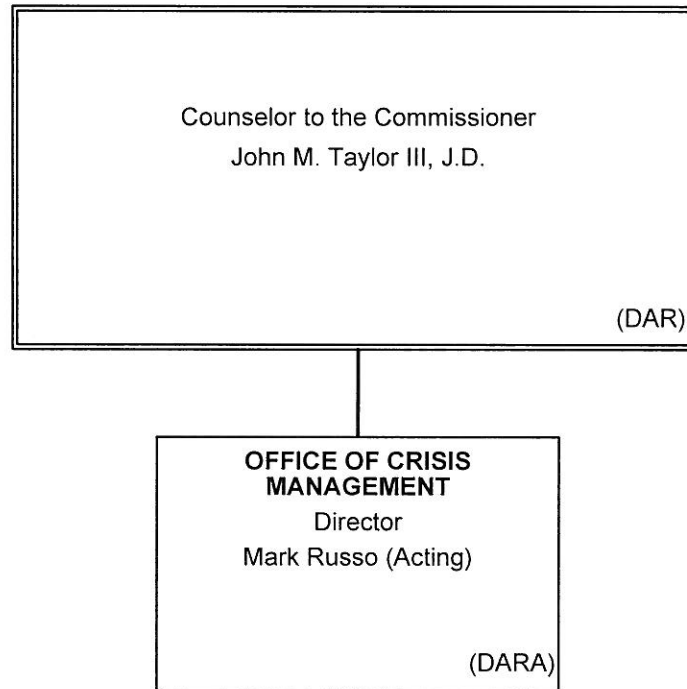 Counselor to the Commissioner
John M. Taylor III, J.D.
(DAR)
OFFICE OF CRISIS
MANAGEMENT
Director
Mark Russo (Acting)
(DARA)